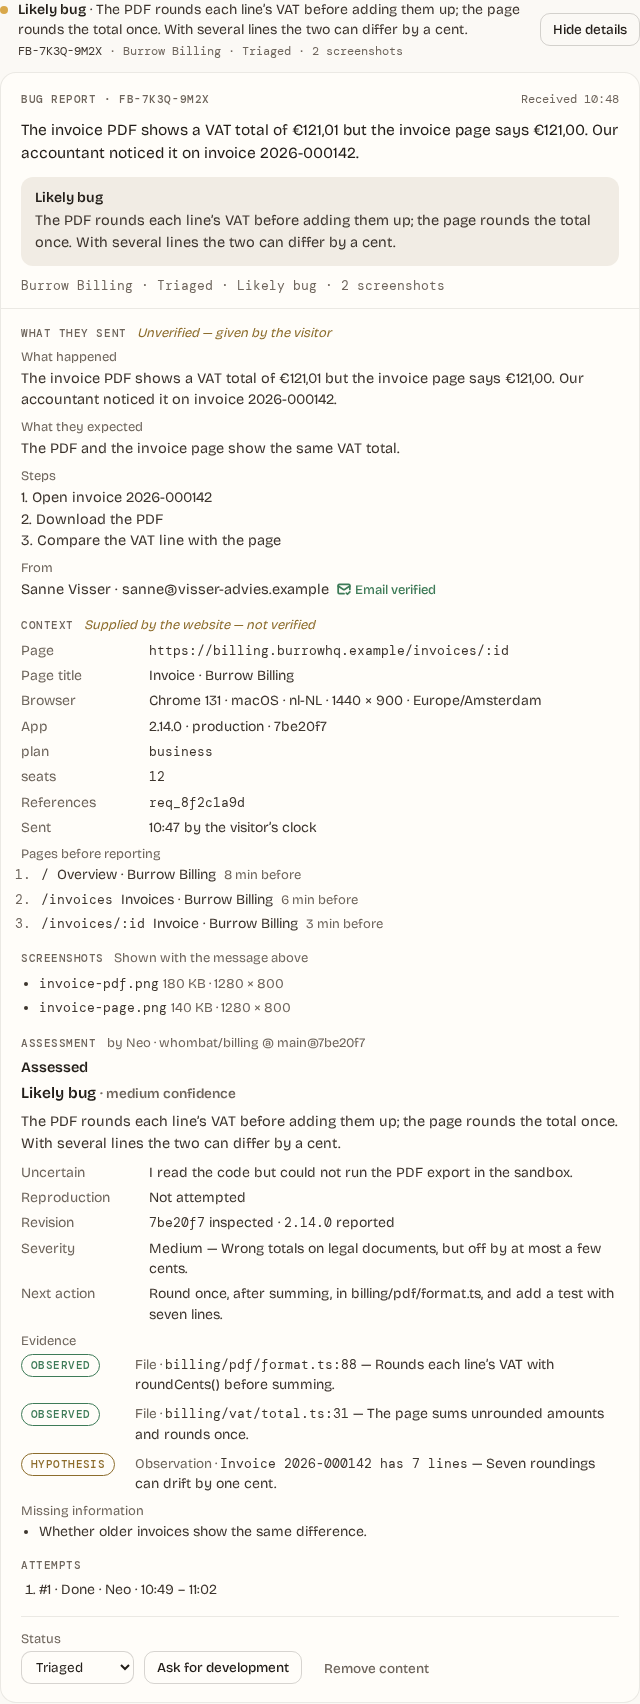 Likely bug · The PDF rounds each line's VAT before adding them up; the page
rounds the total once. With several lines the two can differ by a cent.
FB-7K3Q-9M2X · Burrow Billing · Triaged · 2 screenshots
Hide details
BUG REPORT · FB-7K3Q-9M2X
Received 10:48
The invoice PDF shows a VAT total of €121,01 but the invoice page says €121,00. Our
accountant noticed it on invoice 2026-000142.
Likely bug
The PDF rounds each line's VAT before adding them up; the page rounds the total
once. With several lines the two can differ by a cent.
Burrow Billing · Triaged · Likely bug · 2 screenshots
WHAT THEY SENT Unverified — given by the visitor
What happened
The invoice PDF shows a VAT total of €121,01 but the invoice page says €121,00. Our
accountant noticed it on invoice 2026-000142.
What they expected
The PDF and the invoice page show the same VAT total.
Steps
1. Open invoice 2026-000142
2. Download the PDF
3. Compare the VAT line with the page
From
Sanne Visser · sanne@visser-advies.example Email verified
CONTEXT Supplied by the website — not verified
Page https://billing.burrowhq.example/invoices/:id
Page title Invoice · Burrow Billing
Browser Chrome 131 · macOS · nl-NL · 1440 × 900 · Europe/Amsterdam
App 2.14.0 · production · 7be20f7
plan business
seats 12
References req_8f2c1a9d
Sent 10:47 by the visitor's clock
Pages before reporting
1. / Overview · Burrow Billing 8 min before
2. /invoices Invoices · Burrow Billing 6 min before
3. /invoices/:id Invoice · Burrow Billing 3 min before
SCREENSHOTS Shown with the message above
• invoice-pdf.png 180 KB · 1280 × 800
• invoice-page.png 140 KB · 1280 × 800
ASSESSMENT by Neo · whombat/billing @ main@7be20f7
Assessed
Likely bug · medium confidence
The PDF rounds each line's VAT before adding them up; the page rounds the total once.
With several lines the two can differ by a cent.
Uncertain I read the code but could not run the PDF export in the sandbox.
Reproduction Not attempted
Revision 7be20f7 inspected · 2.14.0 reported
Severity Medium — Wrong totals on legal documents, but off by at most a few
cents.
Next action Round once, after summing, in billing/pdf/format.ts, and add a test with
seven lines.
Evidence
OBSERVED File · billing/pdf/format.ts:88 — Rounds each line's VAT with
roundCents() before summing.
OBSERVED File · billing/vat/total.ts:31 — The page sums unrounded amounts
and rounds once.
HYPOTHESIS Observation · Invoice 2026-000142 has 7 lines — Seven roundings
can drift by one cent.
Missing information
• Whether older invoices show the same difference.
ATTEMPTS
1. #1 · Done · Neo · 10:49 – 11:02
Status
Triaged
Ask for development
Remove content